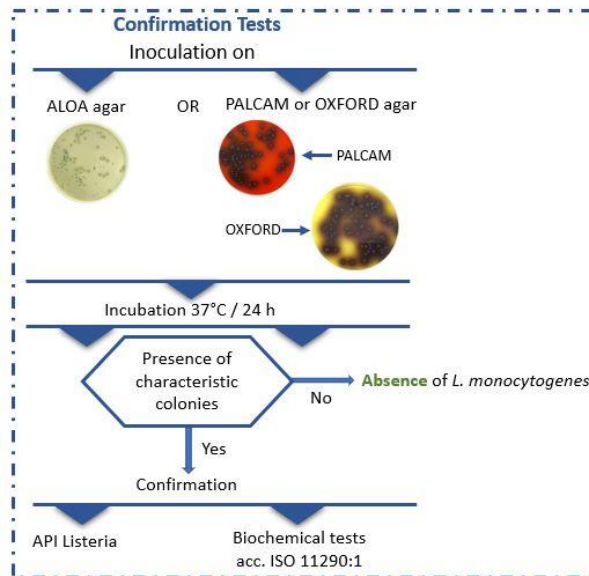 Confirmation Tests
Inoculation on
ALOA agar
OR
PALCAM or OXFORD agar
PALCAM
OXFORD
Incubation 37°C / 24 h
Presence of
characteristic
colonies
No
Absence of L. monocytogenes
Yes
Confirmation
API Listeria
Biochemical tests
acc. ISO 11290:1